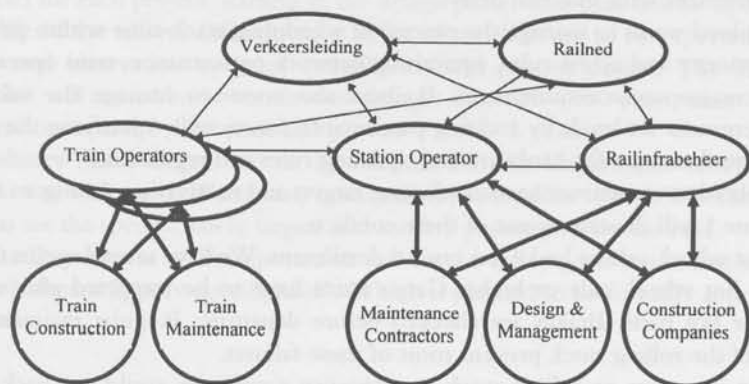 Verkeersleiding
Railned
Train Operators
Station Operator
Railinfrabeheer
Train
Construction
Train
Maintenance
Maintenance
Contractors
Design &
Management
Construction
Companies